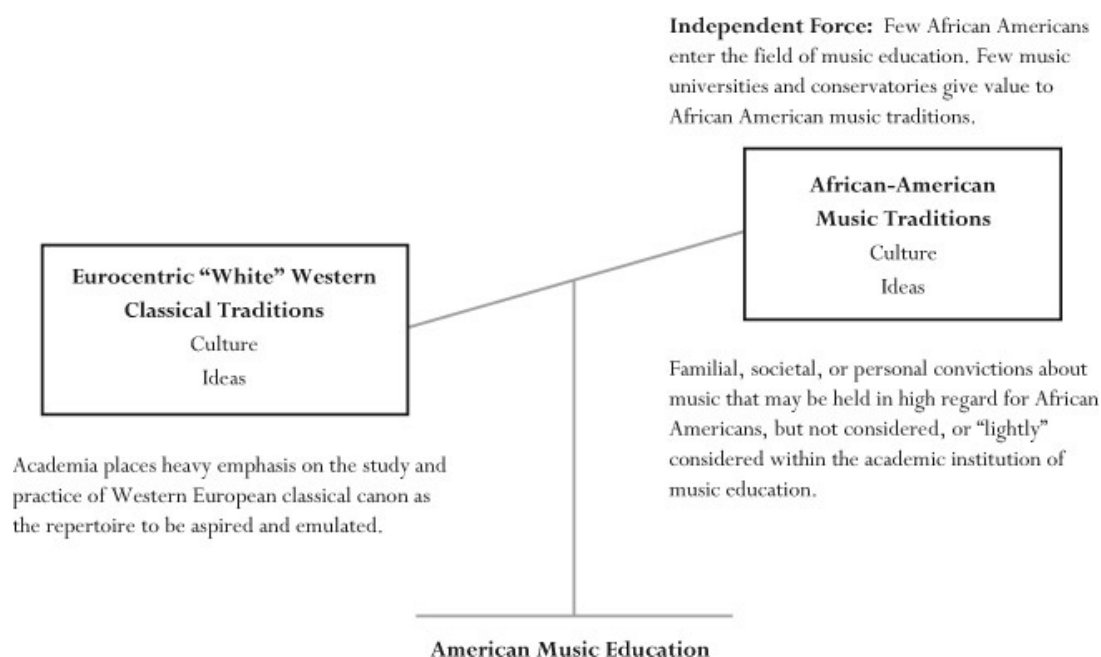 Independent Force: Few African Americans
enter the field of music education. Few music
universities and conservatories give value to
African American music traditions.
African-American
Music Traditions
Culture
Ideas
Eurocentric “White” Western
Classical Traditions
Culture
Ideas
Familial, societal, or personal convictions about
music that may be held in high regard for African
Americans, but not considered, or “lightly”
considered within the academic institution of
music education.
Academia places heavy emphasis on the study and
practice of Western European classical canon as
the repertoire to be aspired and emulated.
American Music Education